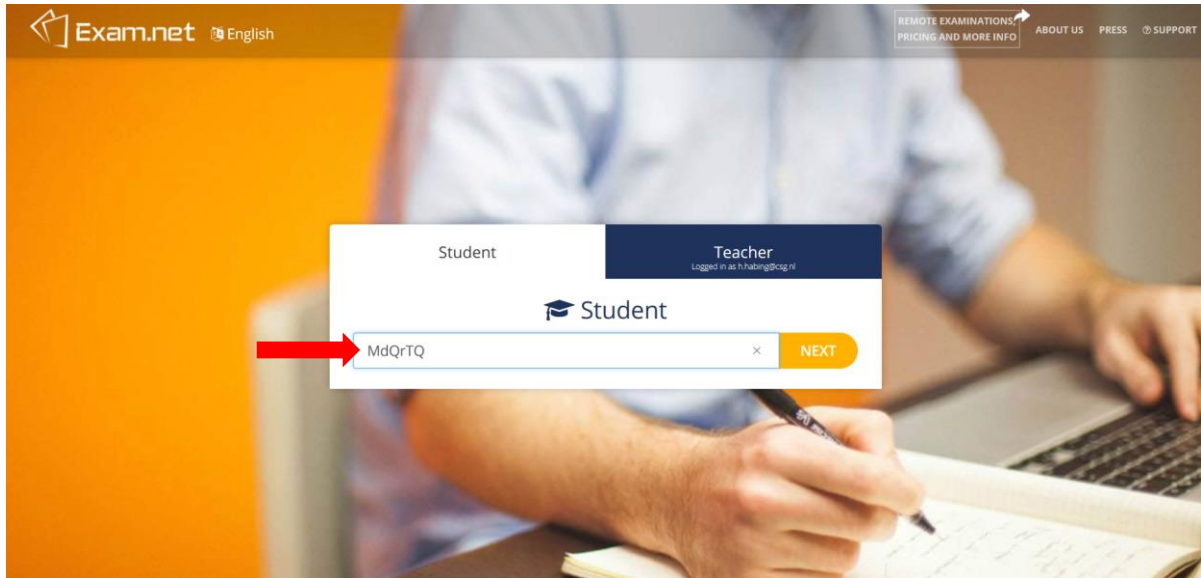 Exam.net English
REMOTE EXAMINATIONS,
PRICING AND MORE INFO
ABOUT US PRESS SUPPORT
Student
Teacher
Logged in as h.habing@csg.nl
Student
MdQrTQ × NEXT